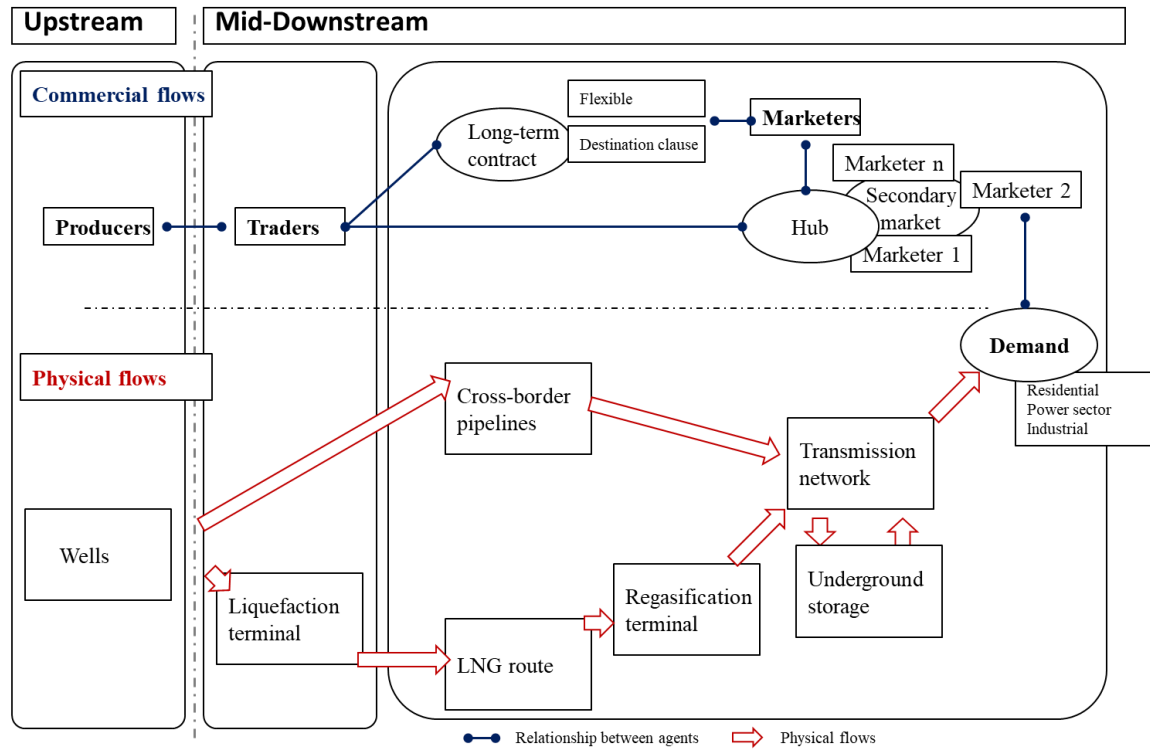 Upstream
Mid-Downstream
Commercial flows
Flexible
Marketers
Long-term
contract
Destination clause
Marketer n
Secondary
market
Marketer 2
Producers
Traders
Hub
Marketer 1
Demand
Physical flows
Residential
Power sector
Industrial
Cross-border
pipelines
Transmission
network
Wells
Liquefaction
terminal
LNG route
Regasification
terminal
Underground
storage
Relationship between agents
Physical flows